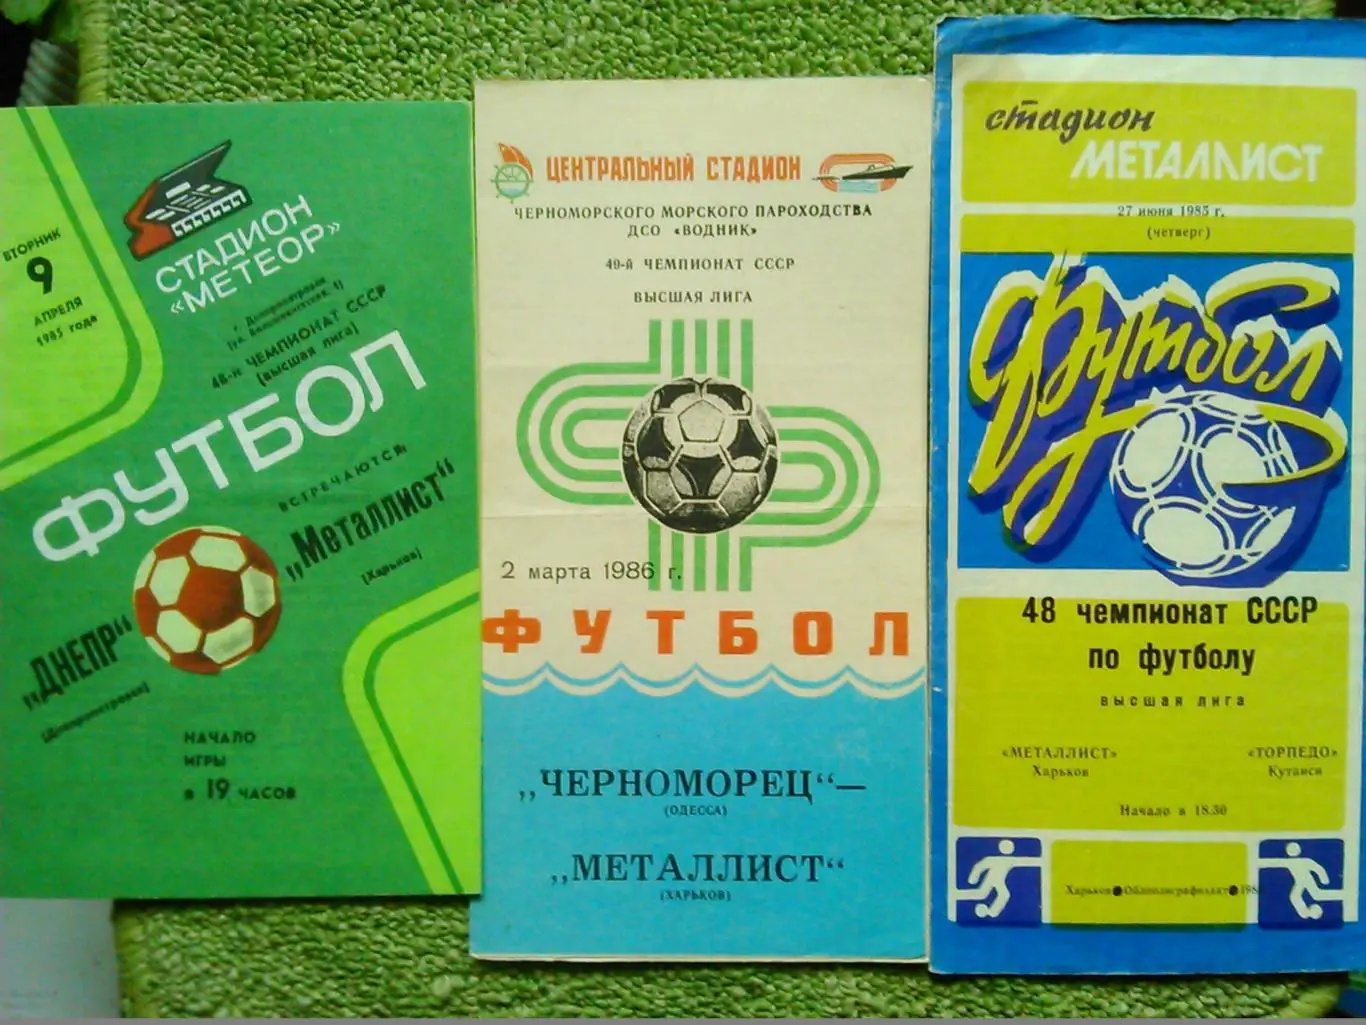 ВТОРНИК
9
АПРЕЛЯ
1985 года
СТАДИОН
«МЕТЕОР»
г. Днепропетровск
48-й ЧЕМПИОНАТ СССР
(высшая лига)
ФУТБОЛ
ВСТРЕЧАЮТСЯ:
„Металлист“
(Харьков)
„ДНЕПР“
(Днепропетровск)
НАЧАЛО
ИГРЫ
в 19 ЧАСОВ
ЦЕНТРАЛЬНЫЙ СТАДИОН
ЧЕРНОМОРСКОГО МОРСКОГО ПАРОХОДСТВА
ДСО «ВОДНИК»
49-й ЧЕМПИОНАТ СССР
ВЫСШАЯ ЛИГА
2 марта 1986 г.
ФУТБОЛ
„ЧЕРНОМОРЕЦ“—
(ОДЕССА)
„МЕТАЛЛИСТ“
(ХАРЬКОВ)
стадион
МЕТАЛЛИСТ
27 июня 1985 г.
(четверг)
Футбол
48 чемпионат СССР
по футболу
высшая лига
«МЕТАЛЛИСТ» «ТОРПЕДО»
Харьков Кутаиси
Начало в 18.30
Харьков ● Облполиграфиздат ●